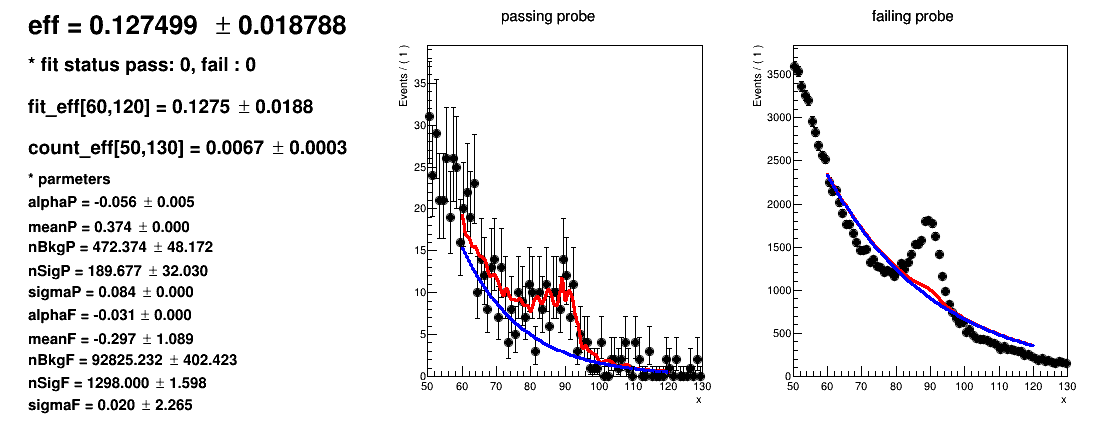 eff = 0.127499 ± 0.018788
* fit status pass: 0, fail : 0
fit_eff[60,120] = 0.1275 ± 0.0188
count_eff[50,130] = 0.0067 ± 0.0003
* parmeters
alphaP = -0.056 ± 0.005
meanP = 0.374 ± 0.000
nBkgP = 472.374 ± 48.172
nSigP = 189.677 ± 32.030
sigmaP = 0.084 ± 0.000
alphaF = -0.031 ± 0.000
meanF = -0.297 ± 1.089
nBkgF = 92825.232 ± 402.423
nSigF = 1298.000 ± 1.598
sigmaF = 0.020 ± 2.265
passing probe
Events / ( 1 )
35
30
25
20
15
10
5
0
50 60 70 80 90 100 110 120 130
x
failing probe
Events / ( 1 )
3500
3000
2500
2000
1500
1000
500
0
50 60 70 80 90 100 110 120 130
x